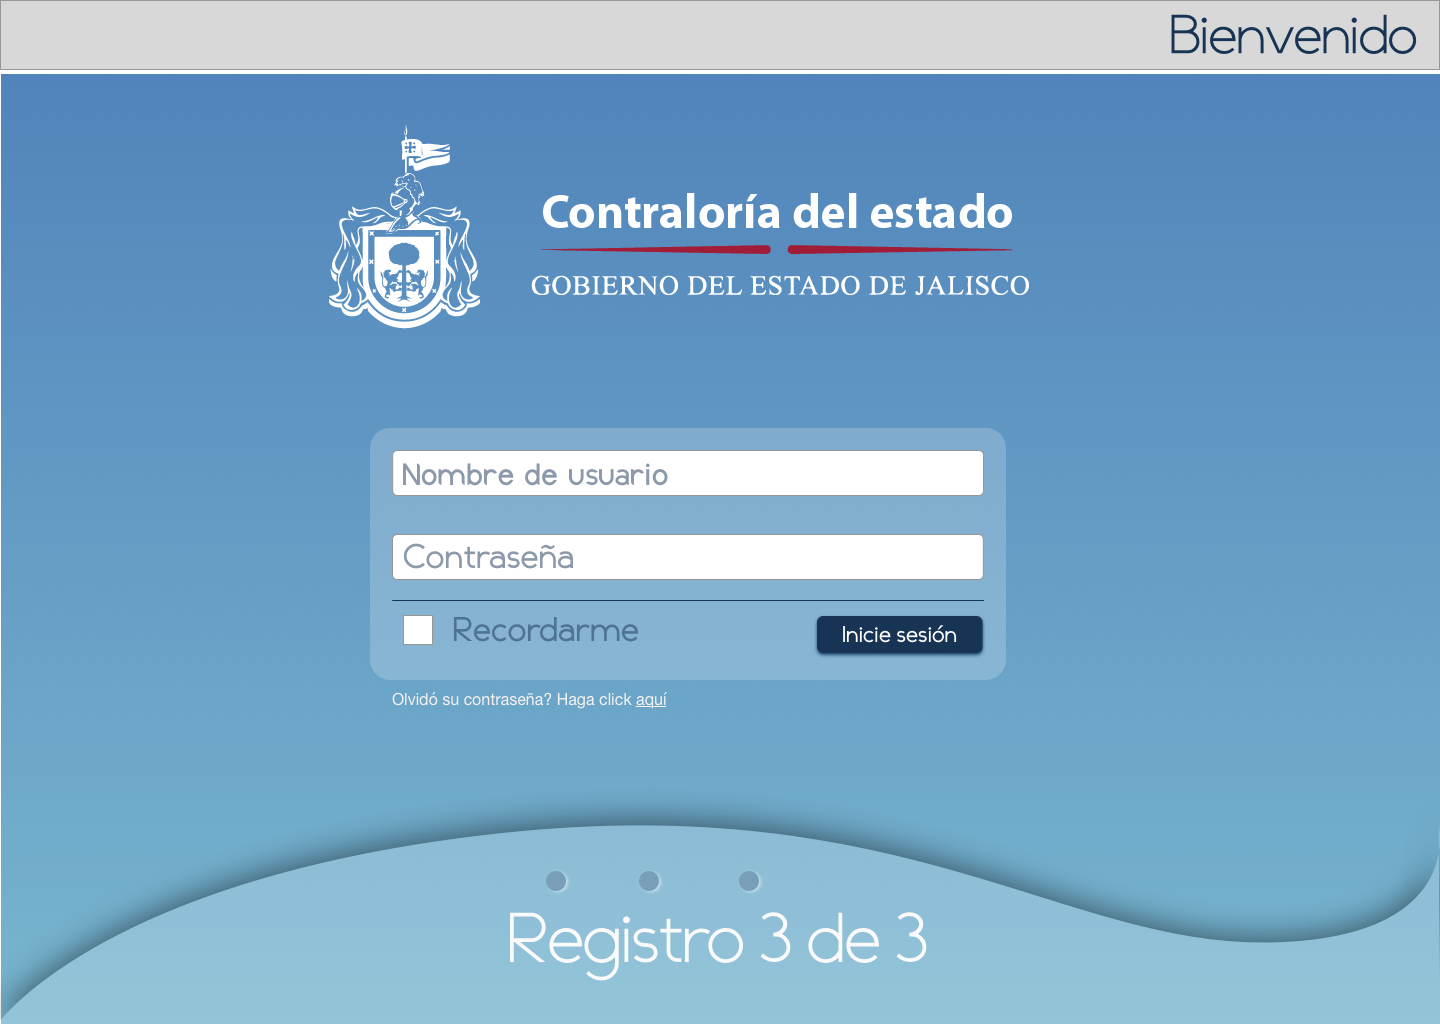 Bienvenido
Contraloría del estado
GOBIERNO DEL ESTADO DE JALISCO
Nombre de usuario
Contraseña
Recordarme
Inicie sesión
Olvidó su contraseña? Haga click aquí
Registro 3 de 3